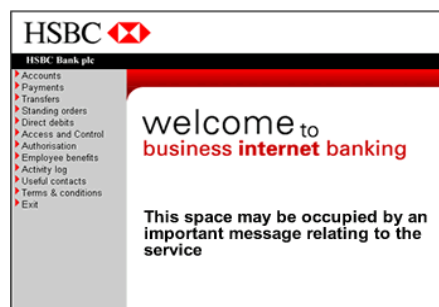 HSBC
HSBC Bank plc
Accounts
Payments
Transfers
Standing orders
Direct debits
Access and Control
Authorisation
Employee benefits
Activity log
Useful contacts
Terms & conditions
Exit
welcome to
business internet banking
This space may be occupied by an
important message relating to the
service